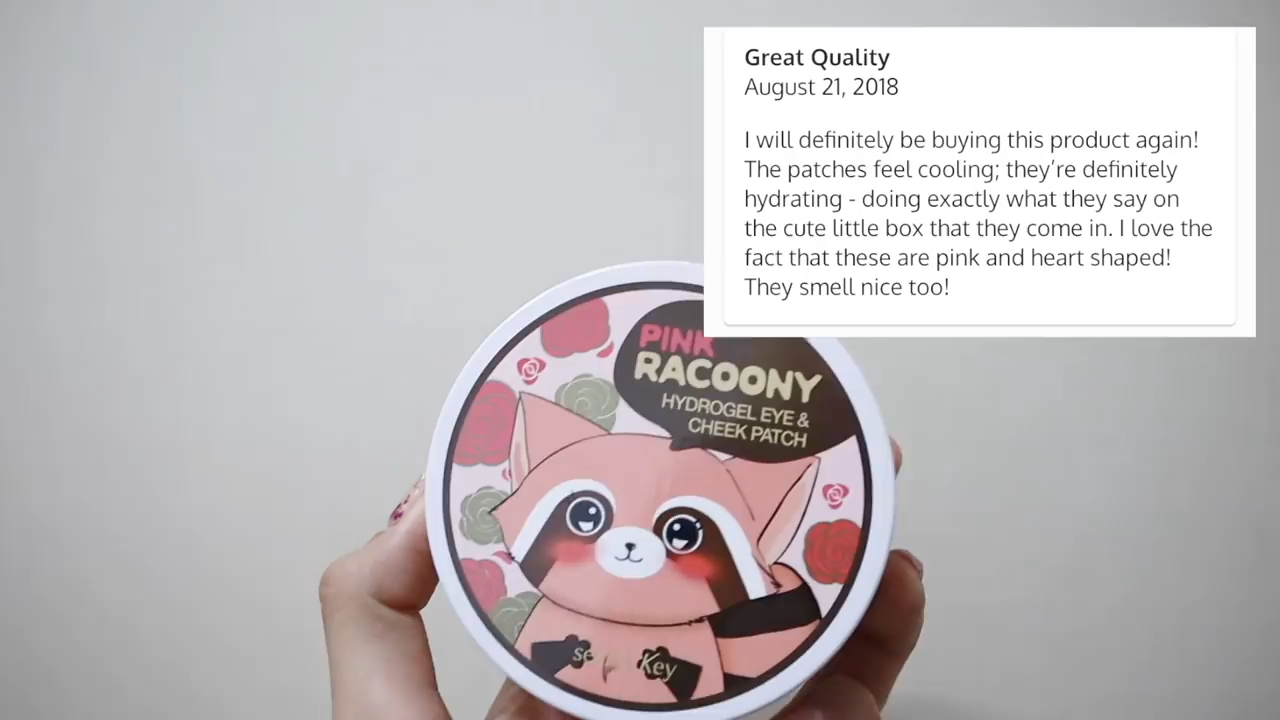 Great Quality
August 21, 2018
I will definitely be buying this product again!
The patches feel cooling; they're definitely
hydrating - doing exactly what they say on
the cute little box that they come in. I love the
fact that these are pink and heart shaped!
They smell nice too!
PINK
RACOONY
HYDROGEL EYE &
CHEEK PATCH
Key